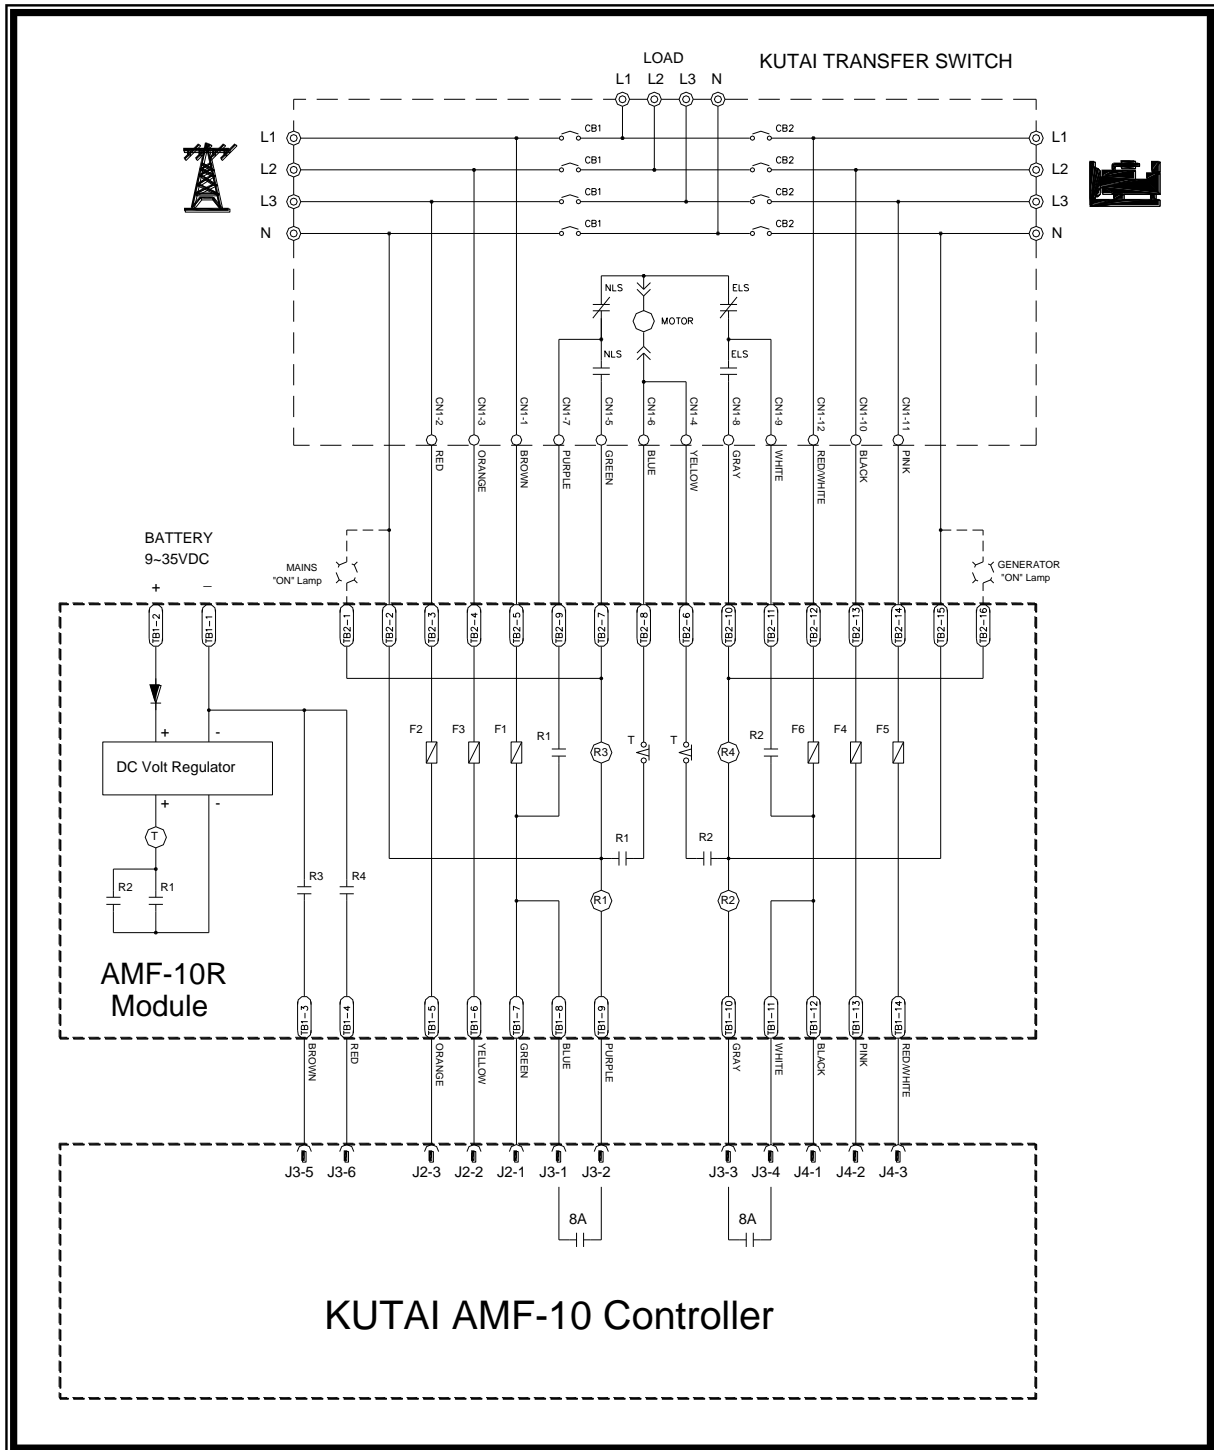 LOAD
KUTAI TRANSFER SWITCH
L1 L2 L3 N
L1 CB1 CB2 L1
L2 CB1 CB2 L2
L3 CB1 CB2 L3
N CB1 CB2 N
NLS ELS
MOTOR
NLS ELS
CN1-2 CN1-3 CN1-1 CN1-7 CN1-5 CN1-6 CN1-4 CN1-8 CN1-9 CN1-12 CN1-10 CN1-11
RED ORANGE BROWN PURPLE GREEN BLUE YELLOW GRAY WHITE RED/WHITE BLACK PINK
BATTERY
9~35VDC
+ −
MAINS
"ON" Lamp
GENERATOR
"ON" Lamp
TB1-2 TB1-1 TB2-1 TB2-2 TB2-3 TB2-4 TB2-5 TB2-9 TB2-7 TB2-8 TB2-6 TB2-10 TB2-11 TB2-12 TB2-13 TB2-14 TB2-15 TB2-16
F2 F3 F1 R1 R3 T T R4 R2 F6 F4 F5
+ -
DC Volt Regulator
+ -
T
R1 R2
R2 R1 R3 R4
R1 R2
AMF-10R
Module
TB1-3 TB1-4 TB1-5 TB1-6 TB1-7 TB1-8 TB1-9 TB1-10 TB1-11 TB1-12 TB1-13 TB1-14
BROWN RED ORANGE YELLOW GREEN BLUE PURPLE GRAY WHITE BLACK PINK RED/WHITE
J3-5 J3-6 J2-3 J2-2 J2-1 J3-1 J3-2 J3-3 J3-4 J4-1 J4-2 J4-3
8A 8A
KUTAI AMF-10 Controller